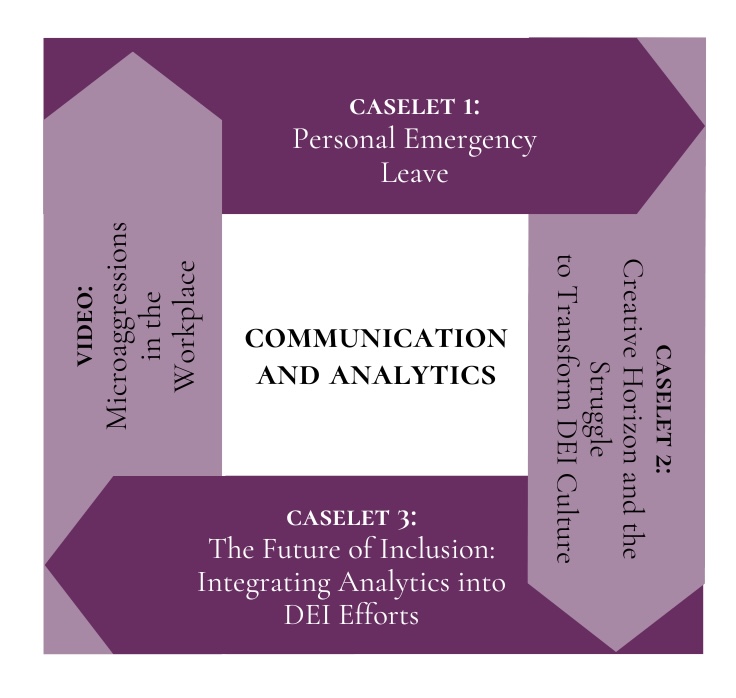 CASELET 1:
Personal Emergency
Leave
CASELET 2:
Creative Horizon and the
Struggle
to Transform DEI Culture
CASELET 3:
The Future of Inclusion:
Integrating Analytics into
DEI Efforts
VIDEO:
Microaggressions
in the
Workplace
COMMUNICATION
AND ANALYTICS